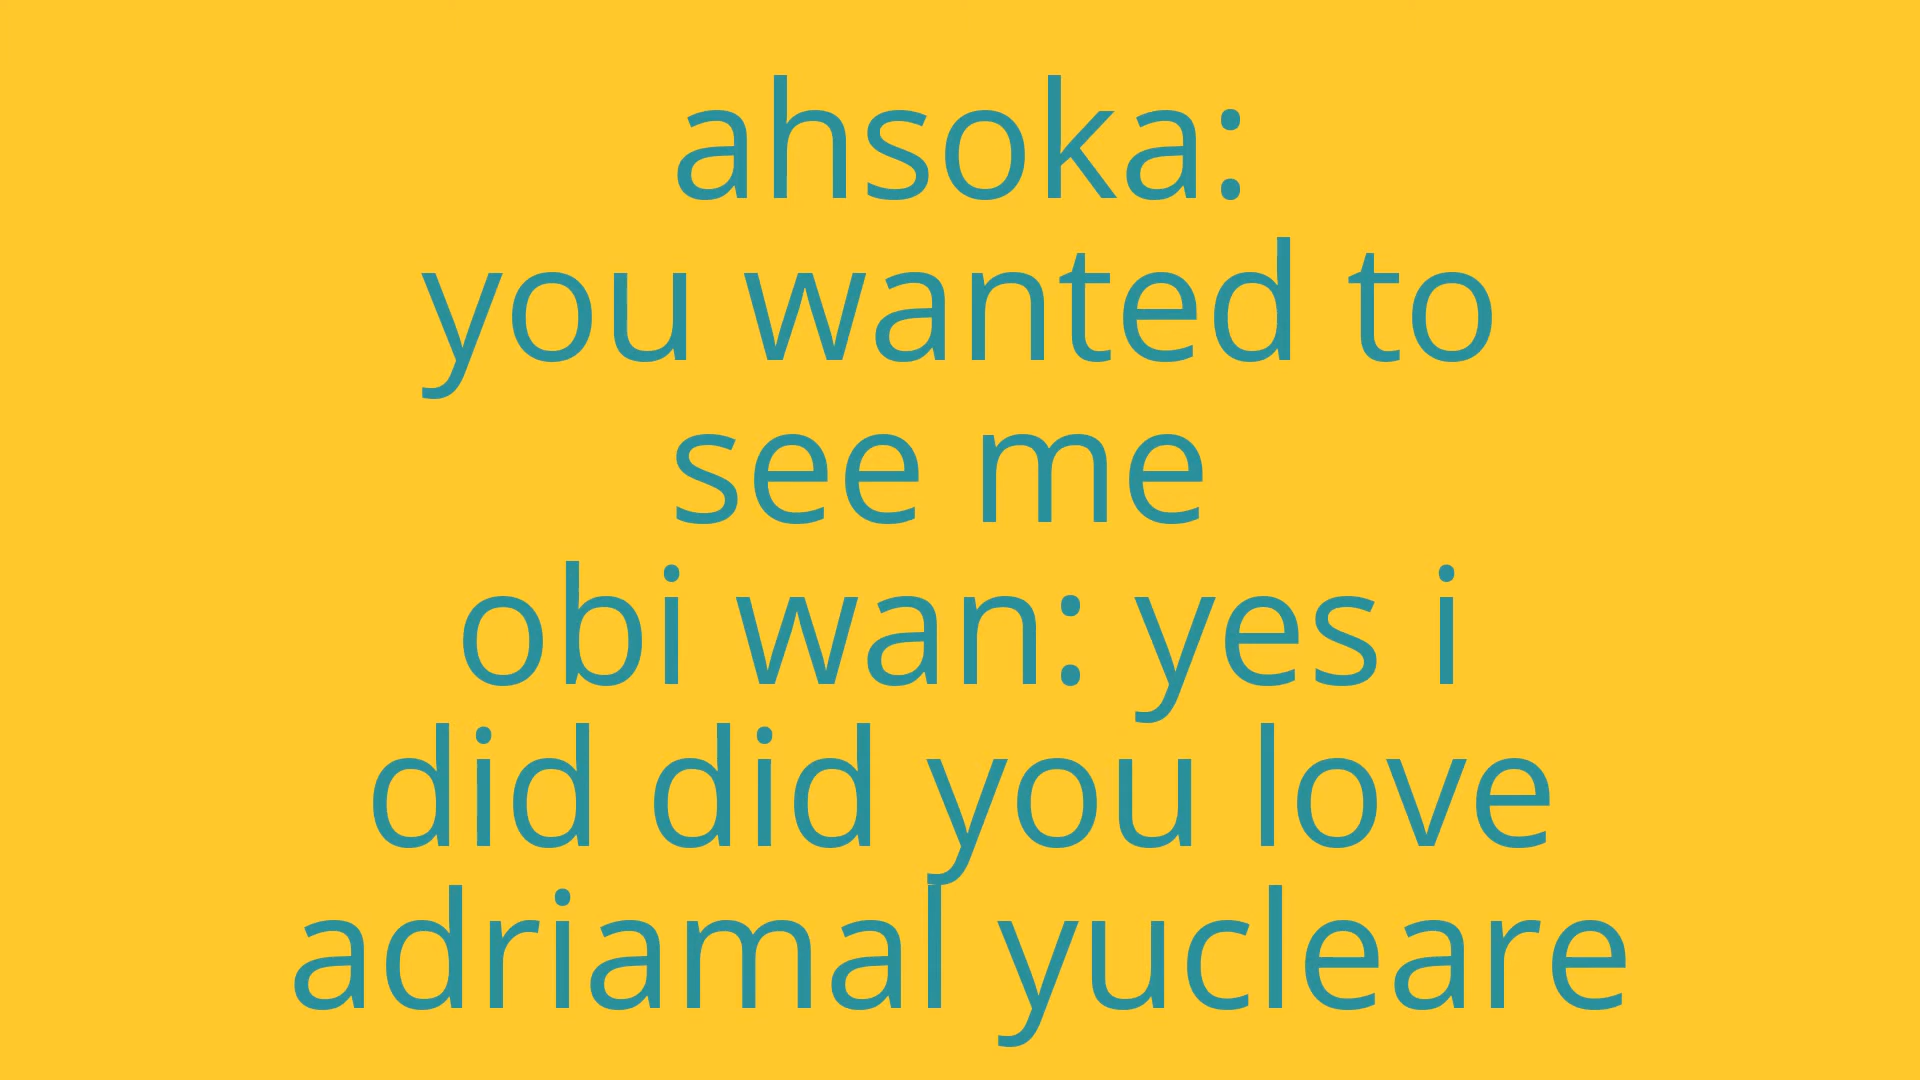 ahsoka:
you wanted to
see me
obi wan: yes i
did did you love
adriamal yucleare